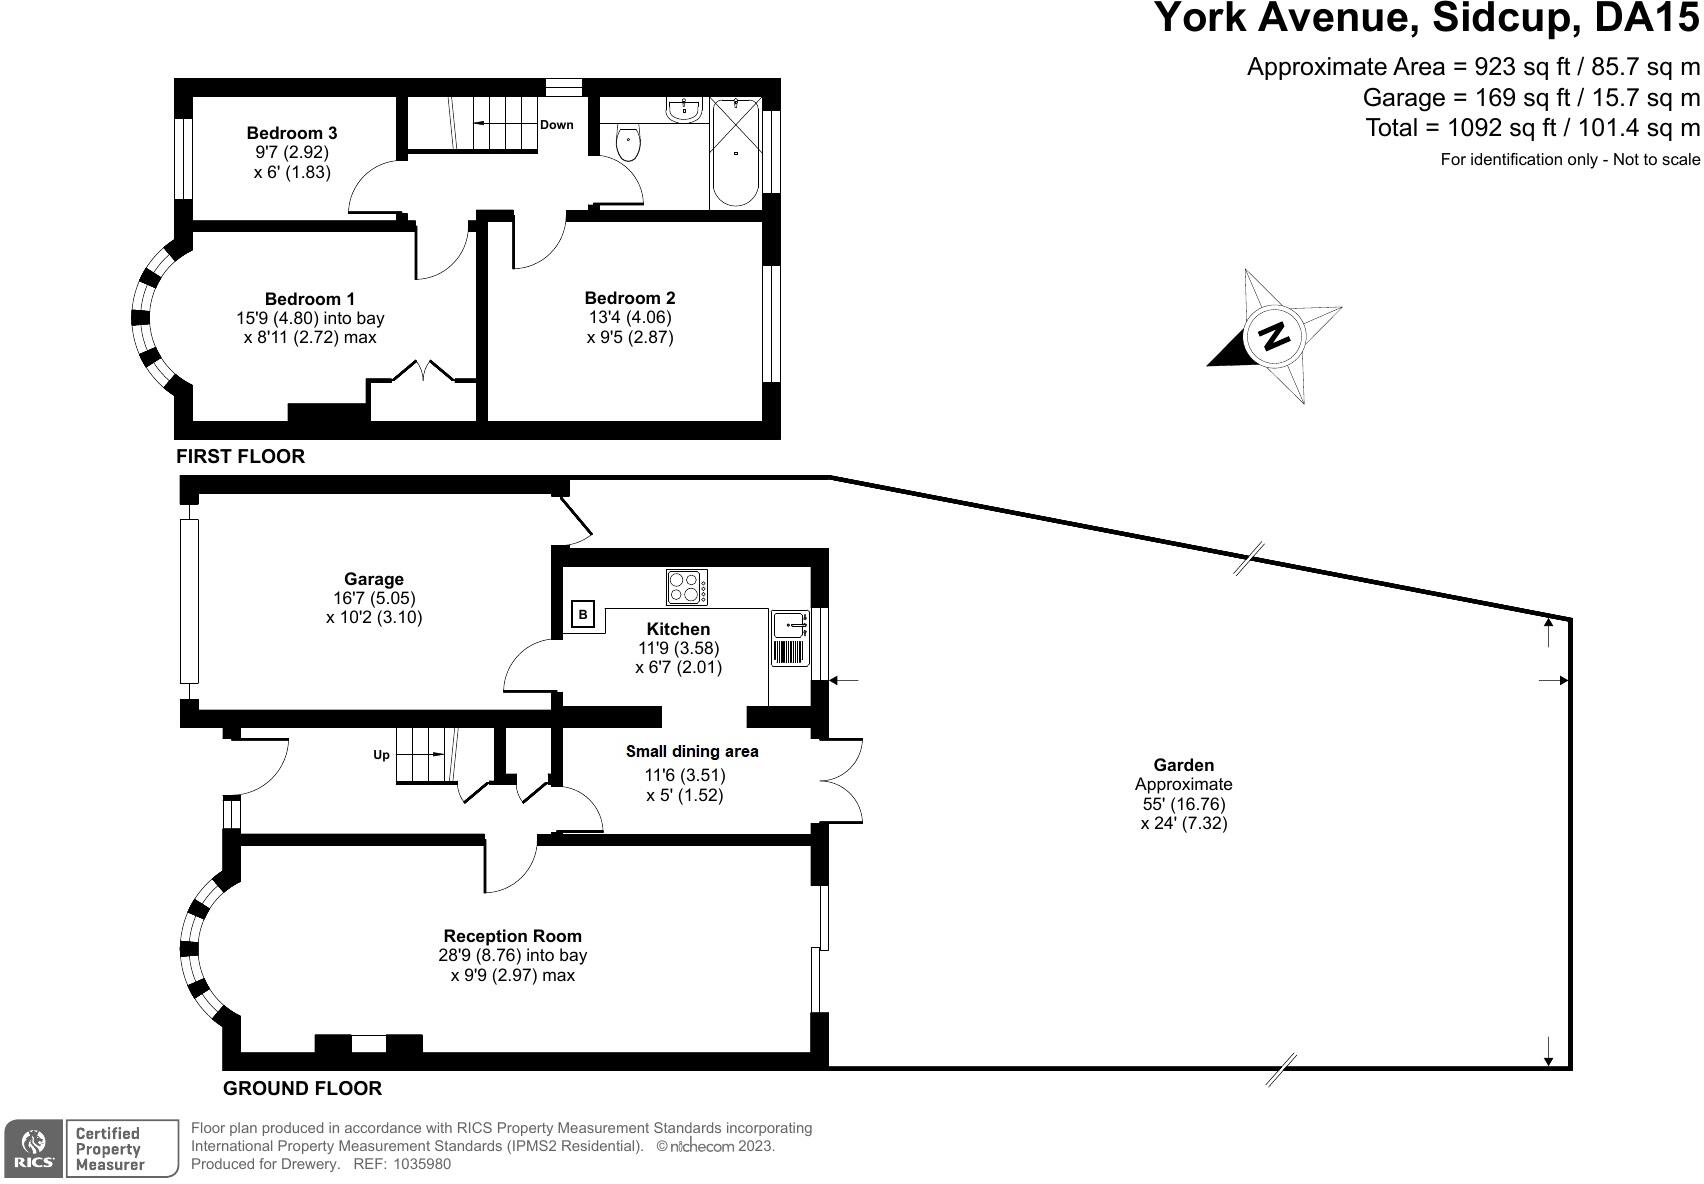 York Avenue, Sidcup, DA15
Approximate Area = 923 sq ft / 85.7 sq m
Garage = 169 sq ft / 15.7 sq m
Total = 1092 sq ft / 101.4 sq m
For identification only - Not to scale
Bedroom 3
9'7 (2.92)
x 6' (1.83)
Down
Bedroom 1
15'9 (4.80) into bay
x 8'11 (2.72) max
Bedroom 2
13'4 (4.06)
x 9'5 (2.87)
N
FIRST FLOOR
Garage
16'7 (5.05)
x 10'2 (3.10)
B
Kitchen
11'9 (3.58)
x 6'7 (2.01)
Up
Small dining area
11'6 (3.51)
x 5' (1.52)
Garden
Approximate
55' (16.76)
x 24' (7.32)
Reception Room
28'9 (8.76) into bay
x 9'9 (2.97) max
GROUND FLOOR
RICS
Certified
Property
Measurer
Floor plan produced in accordance with RICS Property Measurement Standards incorporating
International Property Measurement Standards (IPMS2 Residential). © nichecom 2023.
Produced for Drewery. REF: 1035980